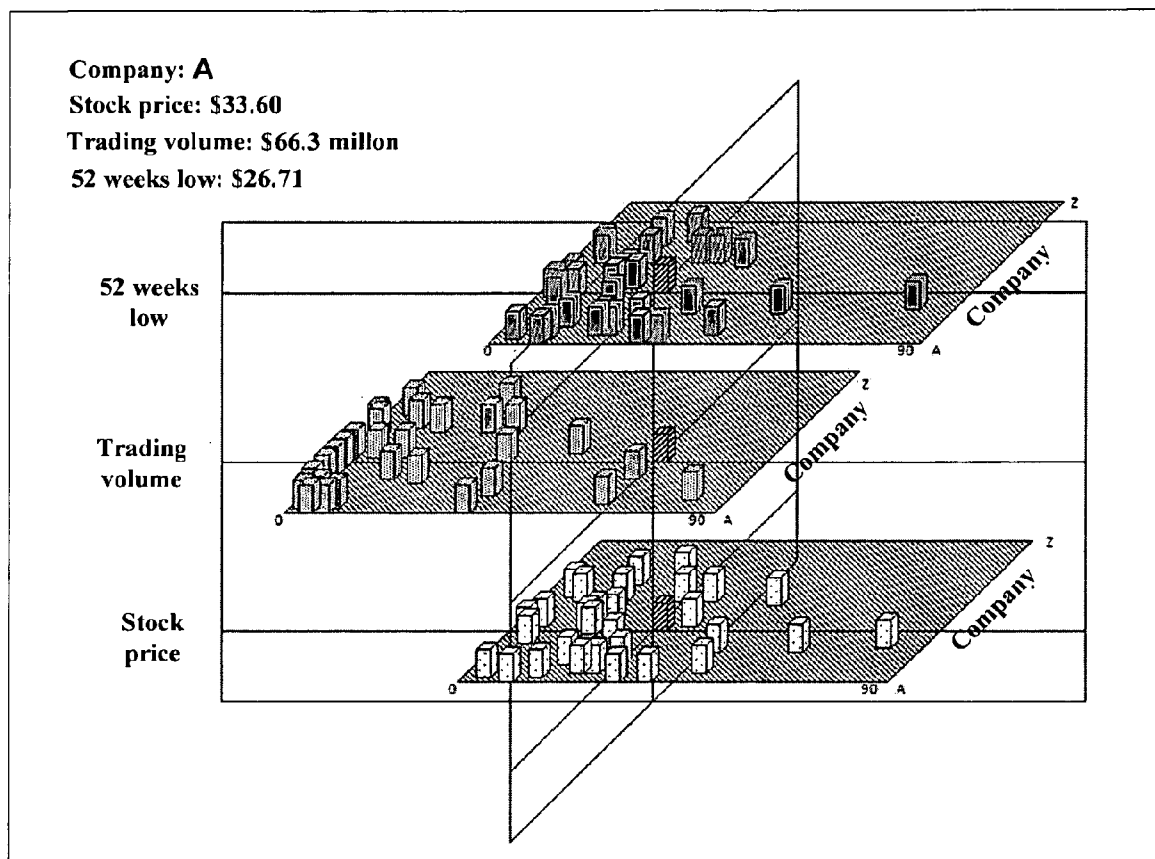 Company: A
Stock price: $33.60
Trading volume: $66.3 millon
52 weeks low: $26.71
52 weeks
low
0
90 A
Z
Company
Trading
volume
0
90 A
Z
Company
Stock
price
0
90 A
Z
Company